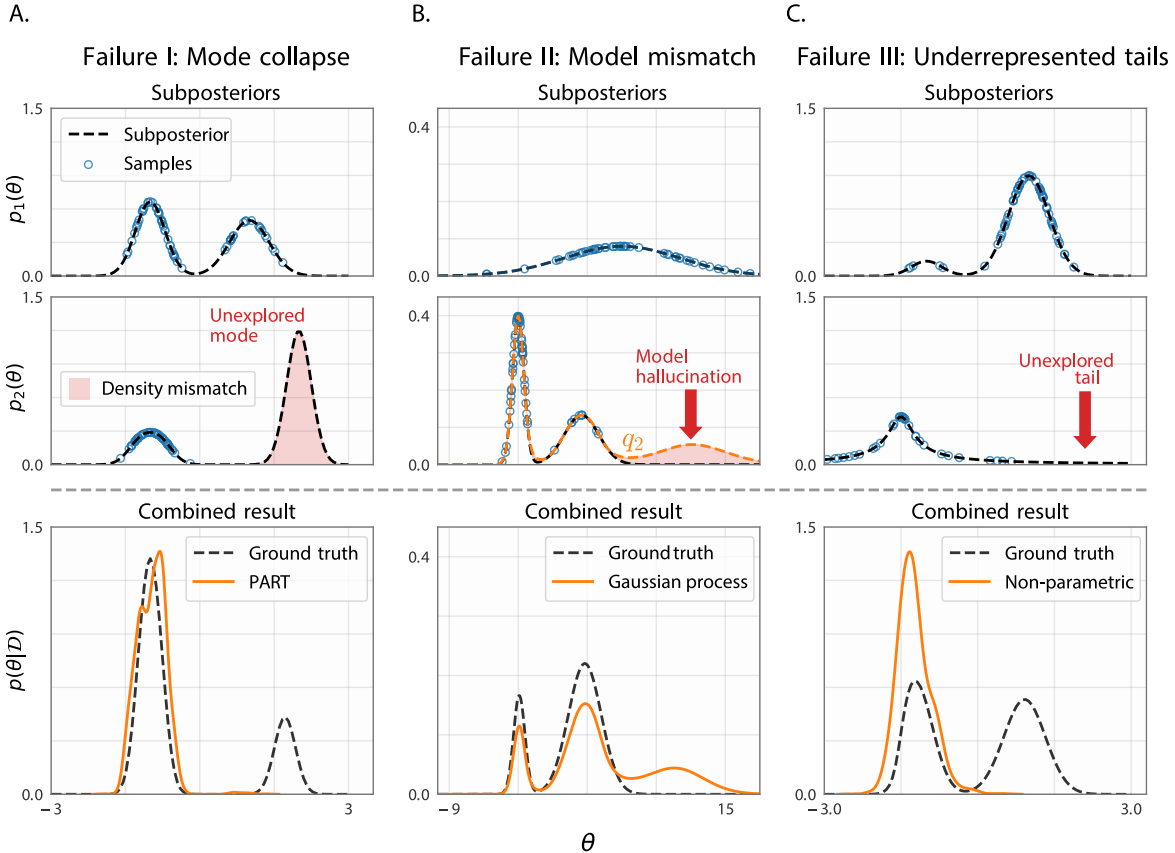 A.
Failure I: Mode collapse
Subposteriors
1.5
Subposterior
Samples
p₁(θ)
0.0
1.5
Unexplored
mode
Density mismatch
p₂(θ)
0.0
Combined result
1.5
Ground truth
PART
p(θ|𝒟)
0.0
−3
3
B.
Failure II: Model mismatch
Subposteriors
0.4
0.0
0.4
Model
hallucination
q₂
0.0
Combined result
0.4
Ground truth
Gaussian process
0.0
−9
15
θ
C.
Failure III: Underrepresented tails
Subposteriors
1.5
0.0
1.5
Unexplored
tail
0.0
Combined result
1.5
Ground truth
Non-parametric
0.0
−3.0
3.0